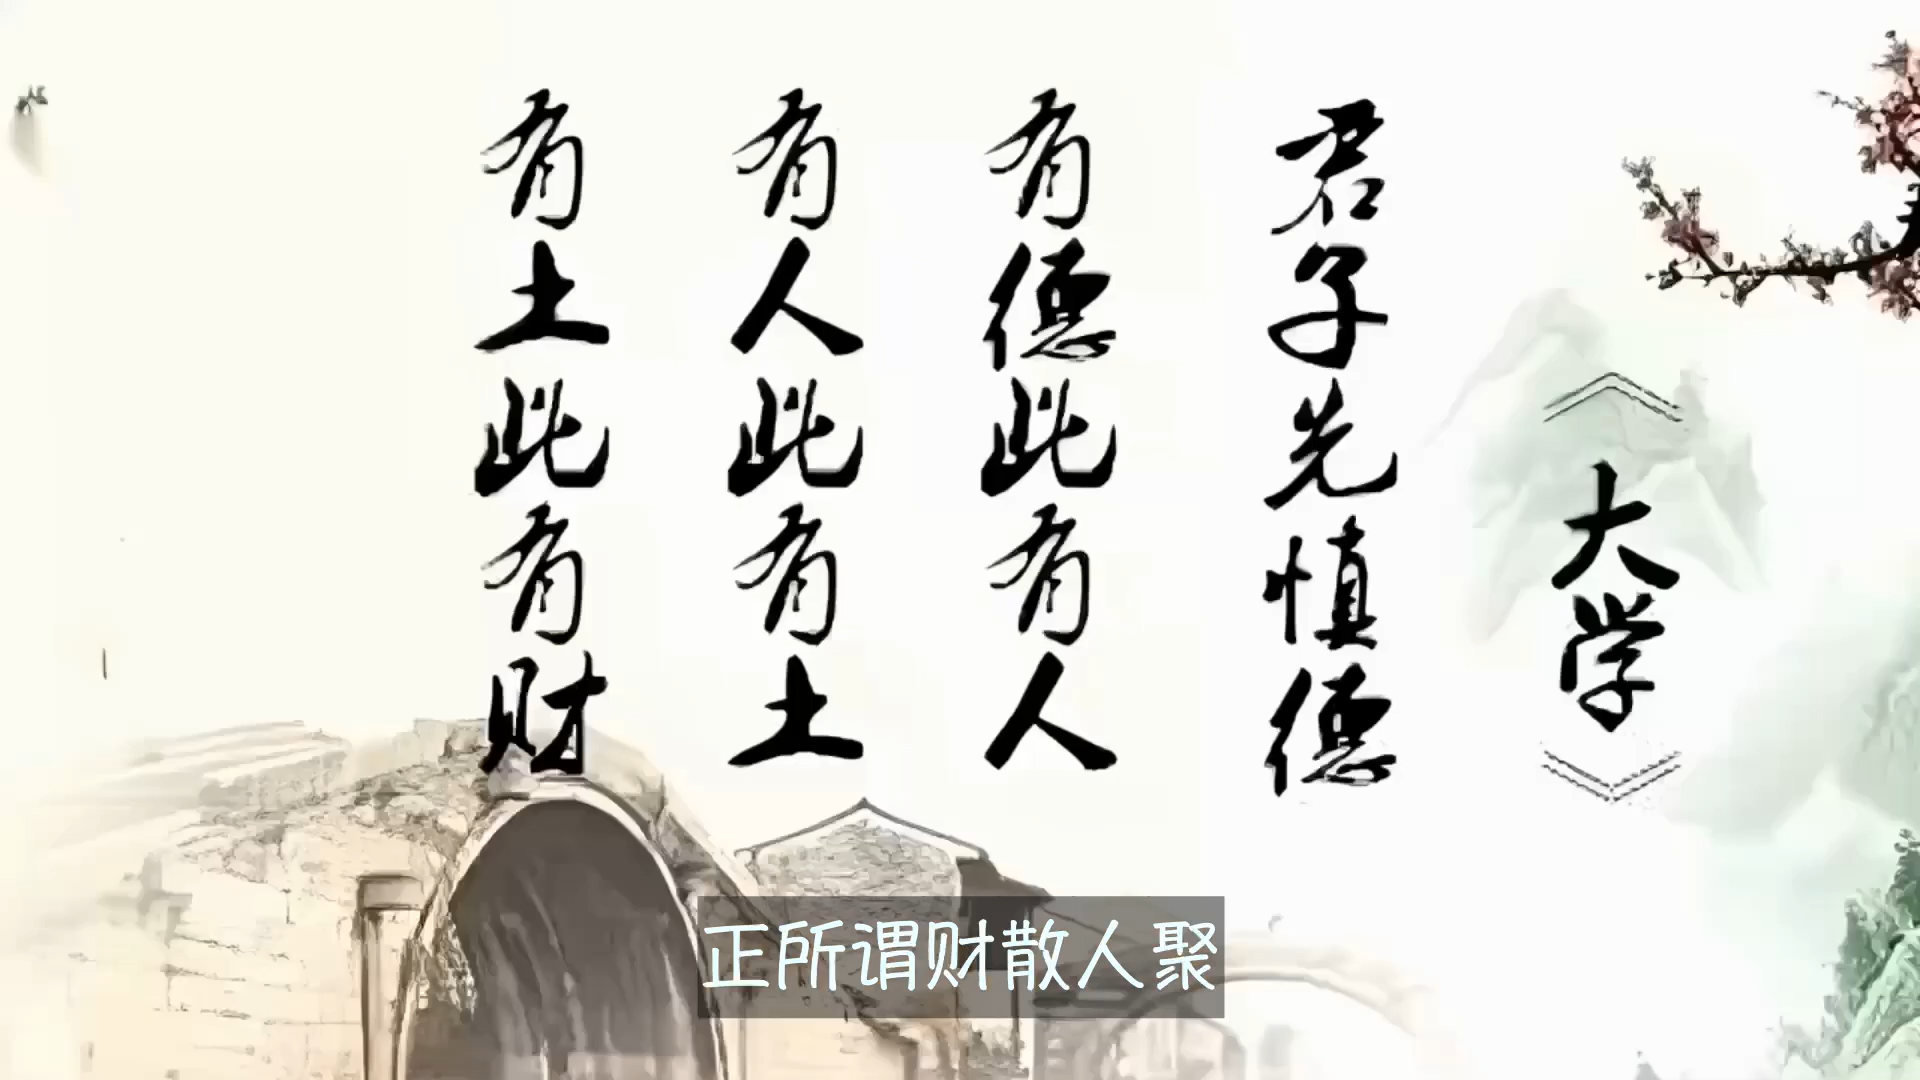 《大学》
君子先慎德
有德此有人
有人此有土
有土此有财
正所谓财散人聚